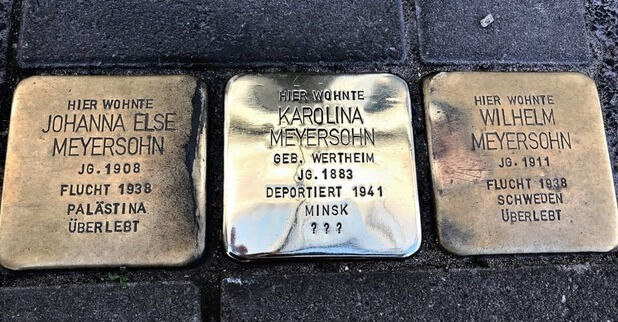 HIER WOHNTE
JOHANNA ELSE
MEYERSOHN
JG. 1908
FLUCHT 1938
PALÄSTINA
ÜBERLEBT
HIER WOHNTE
KAROLINA
MEYERSOHN
GEB. WERTHEIM
JG. 1883
DEPORTIERT 1941
MINSK
? ? ?
HIER WOHNTE
WILHELM
MEYERSOHN
JG. 1911
FLUCHT 1938
SCHWEDEN
ÜBERLEBT